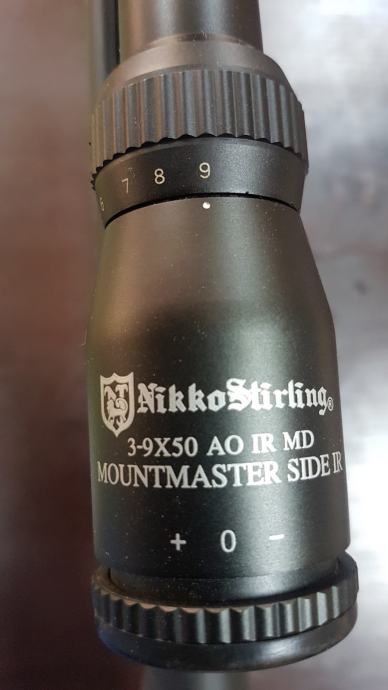 6 7 8 9
NikkoStirling®
3-9X50 AO IR MD
MOUNTMASTER SIDE IR
+ 0 -